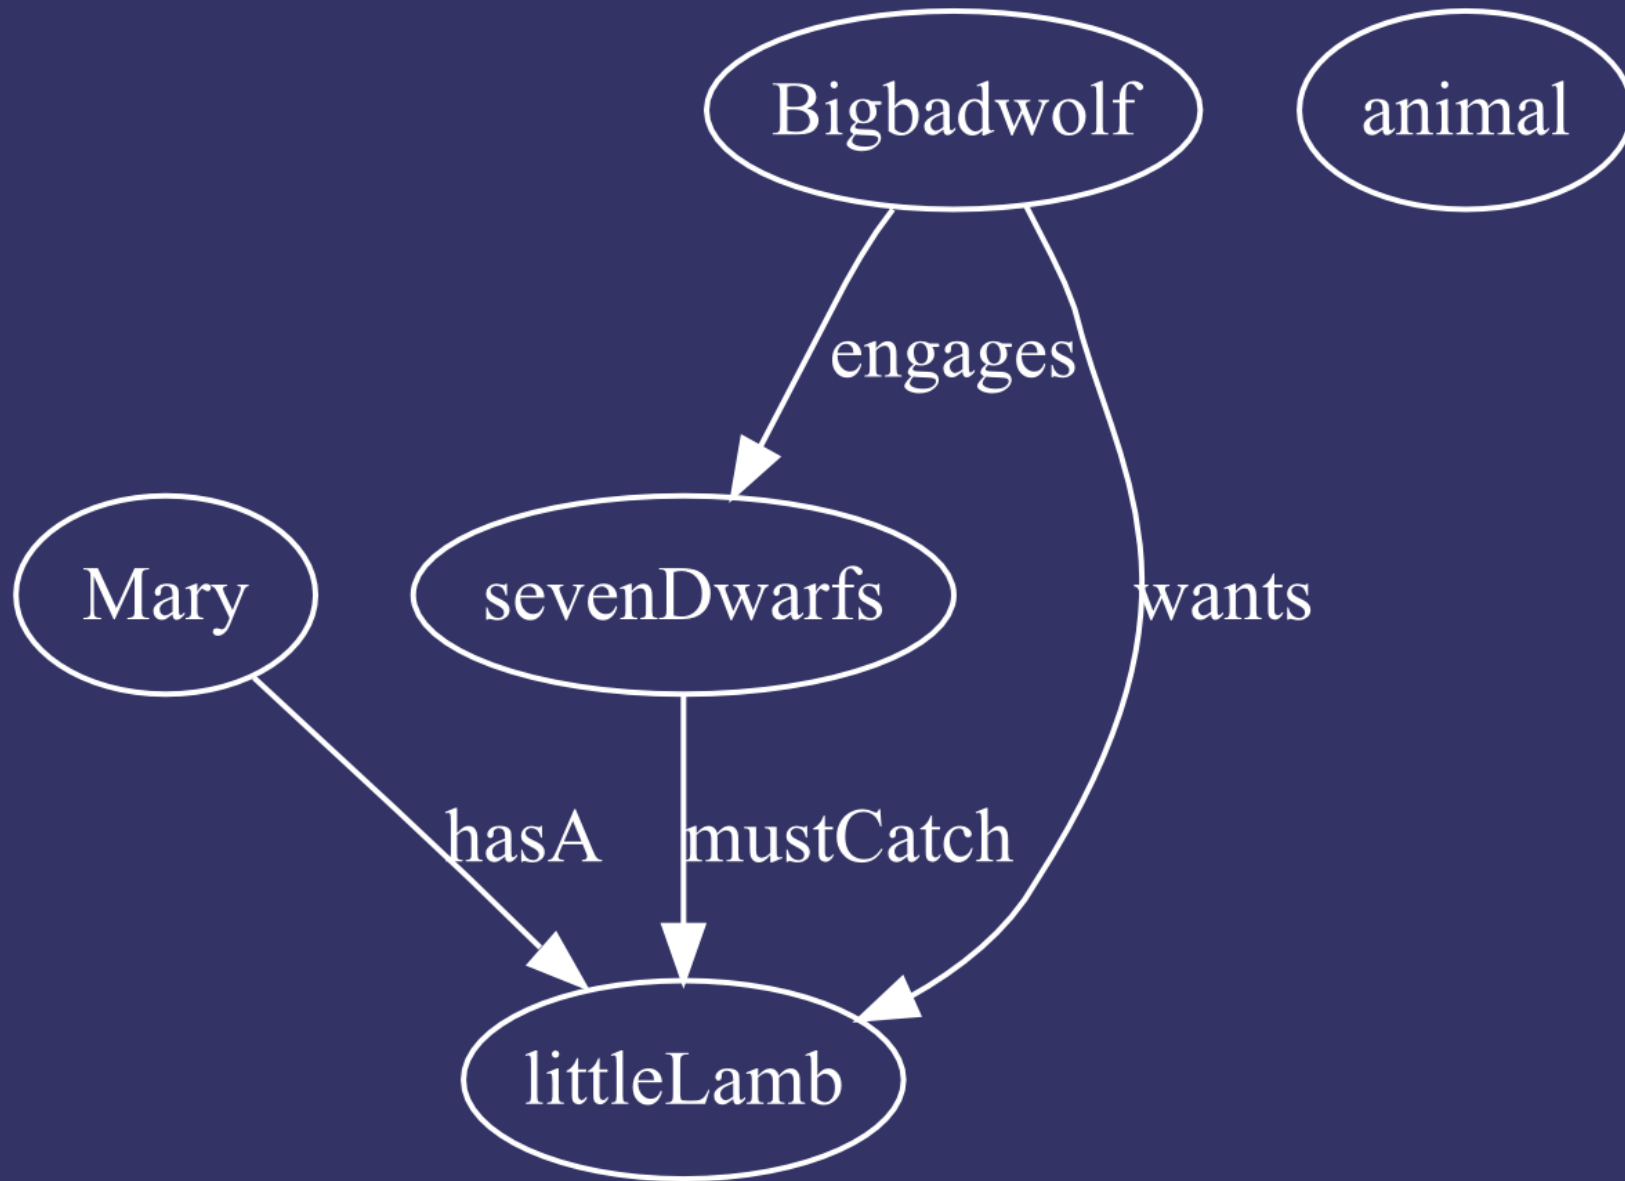 Bigbadwolf
animal
engages
Mary
sevenDwarfs
wants
hasA
mustCatch
littleLamb